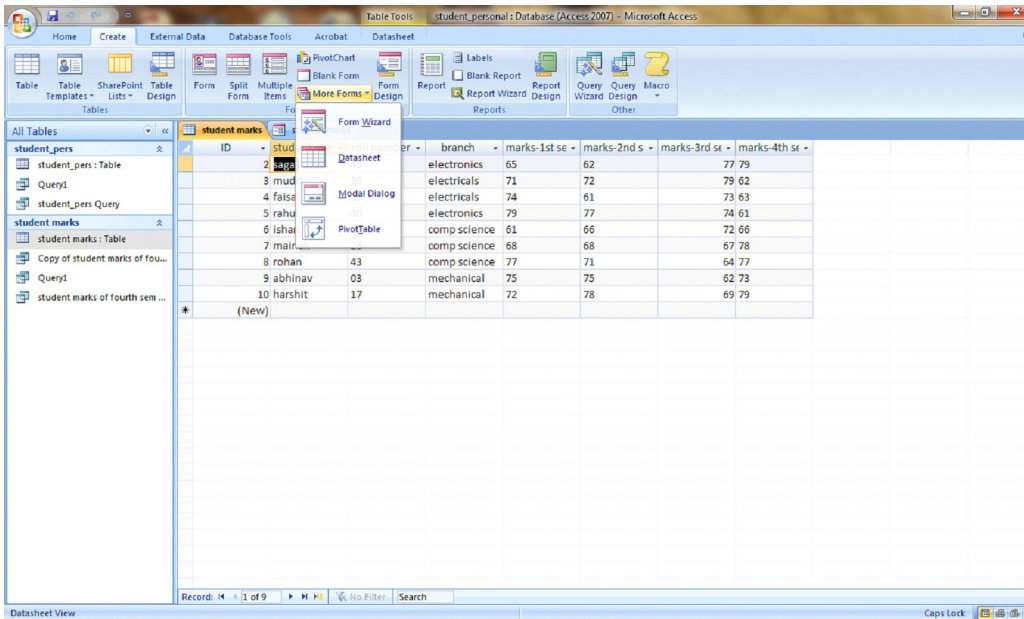 Table Tools student_personal : Database (Access 2007) - Microsoft Access
Home Create External Data Database Tools Acrobat Datasheet
Table
Table Templates
SharePoint Lists
Table Design
Tables
Form
Split Form
Multiple Items
PivotChart
Blank Form
More Forms
Form Design
Fo
Report
Labels
Blank Report
Report Wizard
Report Design
Reports
Query Wizard
Query Design
Macro
Other
Form Wizard
Datasheet
Modal Dialog
PivotTable
All Tables
student_pers
student_pers : Table
Query1
student_pers Query
student marks
student marks : Table
Copy of student marks of fou...
Query1
student marks of fourth sem ...
student marks
ID stud branch marks-1st se marks-2nd s marks-3rd se marks-4th se
2 saga electronics 65 62 77 79
3 mud electricals 71 72 79 62
4 faisa electricals 74 61 73 63
5 rahu electronics 79 77 74 61
6 ishar comp science 61 66 72 66
7 comp science 68 68 67 78
8 rohan 43 comp science 77 71 64 77
9 abhinav 03 mechanical 75 75 62 73
10 harshit 17 mechanical 72 78 69 79
(New)
Record: 1 of 9 No Filter Search
Datasheet View Caps Lock